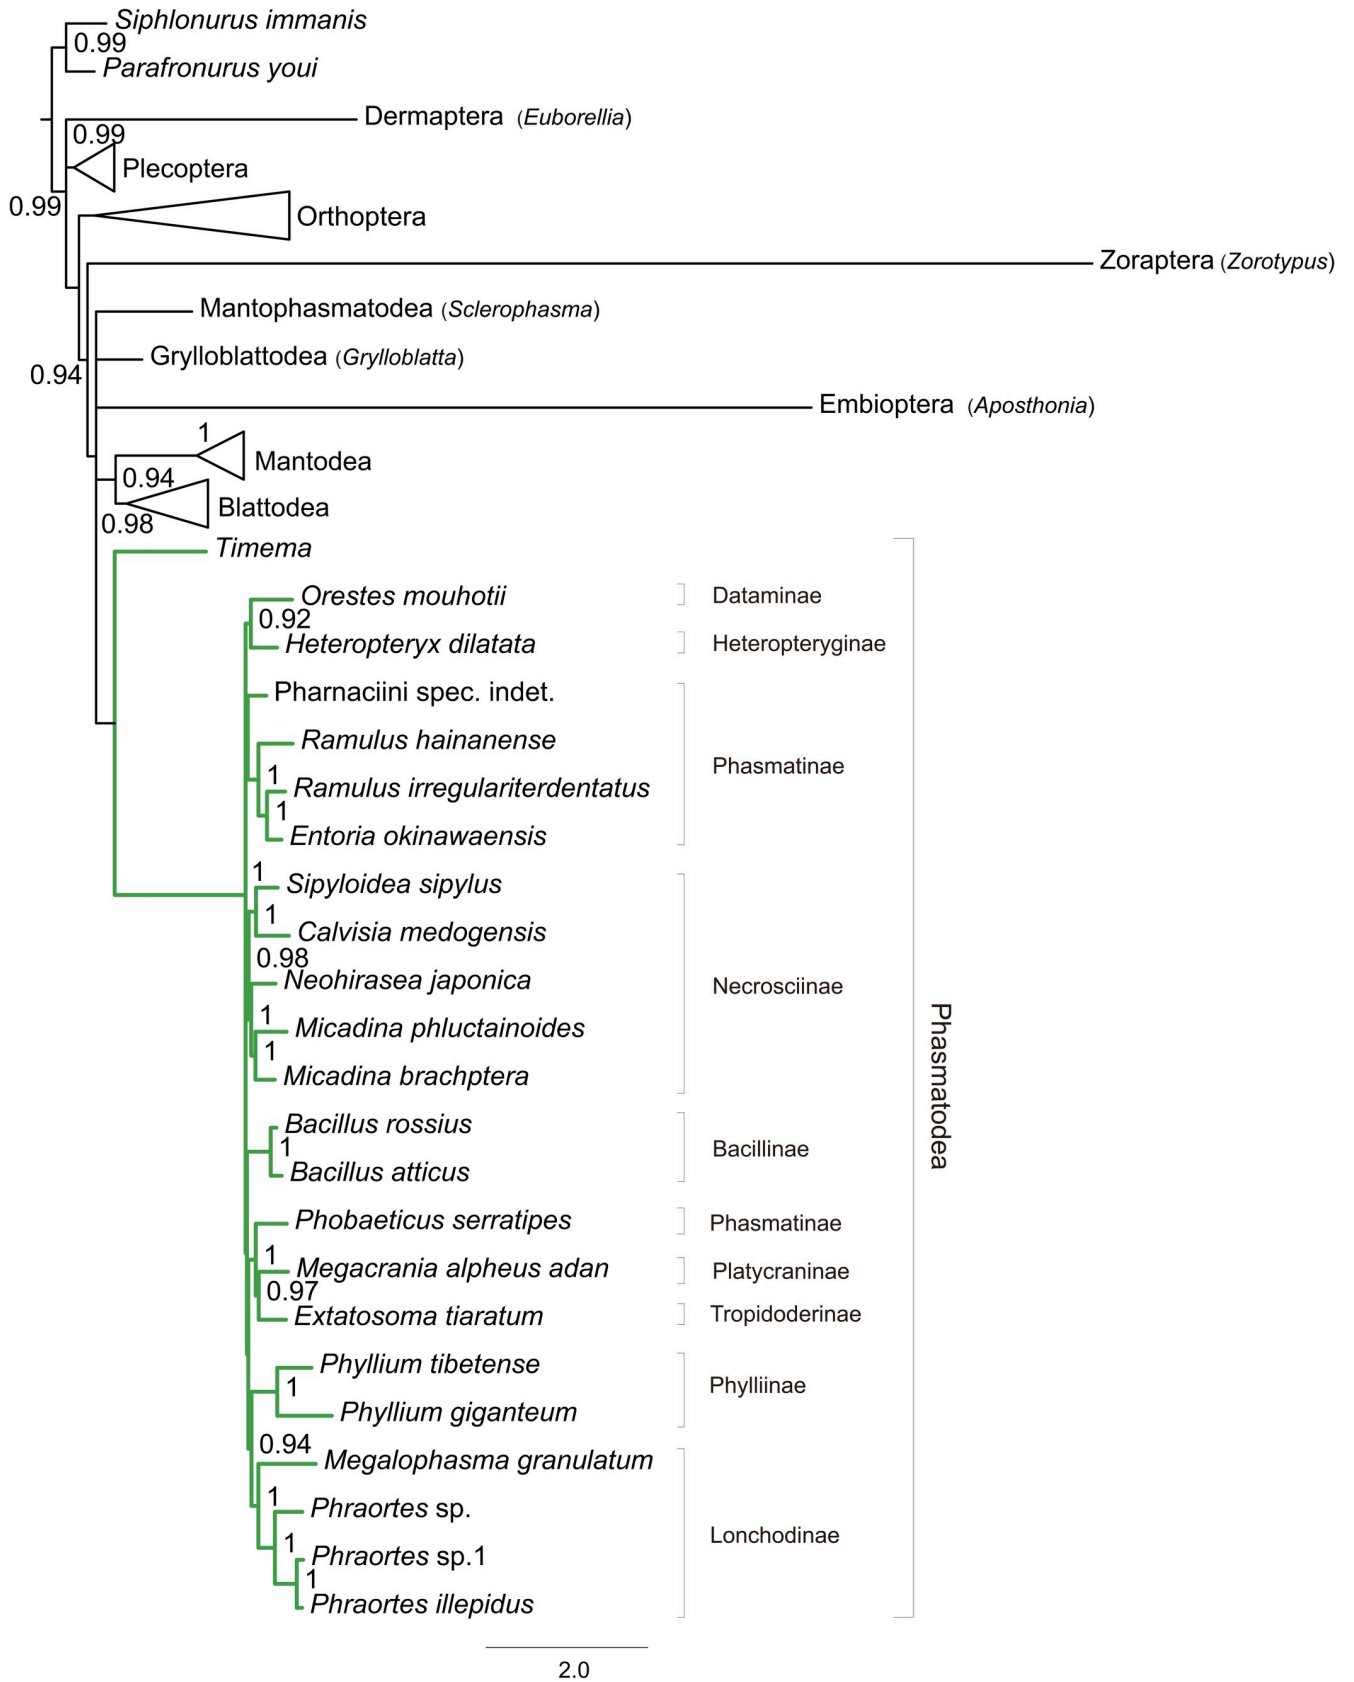 Siphlonurus immanis
0.99
Parafronurus youi
Dermaptera (Euborellia)
0.99
Plecoptera
0.99
Orthoptera
Zoraptera (Zorotypus)
Mantophasmatodea (Sclerophasma)
Grylloblattodea (Grylloblatta)
0.94
Embioptera (Aposthonia)
1
Mantodea
0.94
Blattodea
0.98
Timema
Orestes mouhotii Dataminae
0.92
Heteropteryx dilatata Heteropteryginae
Pharnaciini spec. indet.
Ramulus hainanense
Phasmatinae
1
Ramulus irregulariterdentatus
1
Entoria okinawaensis
1
Sipyloidea sipylus
1
Calvisia medogensis
0.98
Neohirasea japonica
Necrosciinae
1
Micadina phluctainoides
1
Micadina brachptera
Phasmatodea
Bacillus rossius
1
Bacillinae
Bacillus atticus
Phobaeticus serratipes Phasmatinae
1
Megacrania alpheus adan Platycraninae
0.97
Extatosoma tiaratum Tropidoderinae
Phyllium tibetense
1
Phylliinae
Phyllium giganteum
0.94
Megalophasma granulatum
1
Phraortes sp.
Lonchodinae
1
Phraortes sp.1
1
Phraortes illepidus
2.0